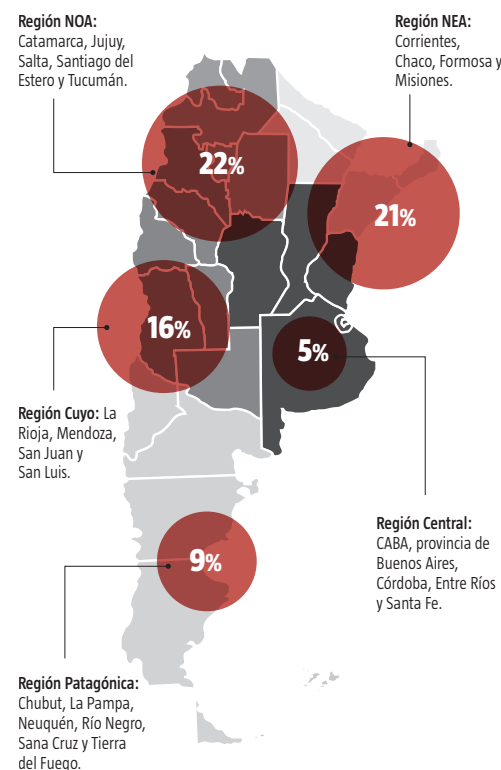 Región NOA:
Catamarca, Jujuy,
Salta, Santiago del
Estero y Tucumán.
Región NEA:
Corrientes,
Chaco, Formosa y
Misiones.
22%
21%
16%
5%
Región Cuyo: La
Rioja, Mendoza,
San Juan y
San Luis.
Región Central:
CABA, provincia de
Buenos Aires,
Córdoba, Entre Ríos
y Santa Fe.
9%
Región Patagónica:
Chubut, La Pampa,
Neuquén, Río Negro,
Sana Cruz y Tierra
del Fuego.